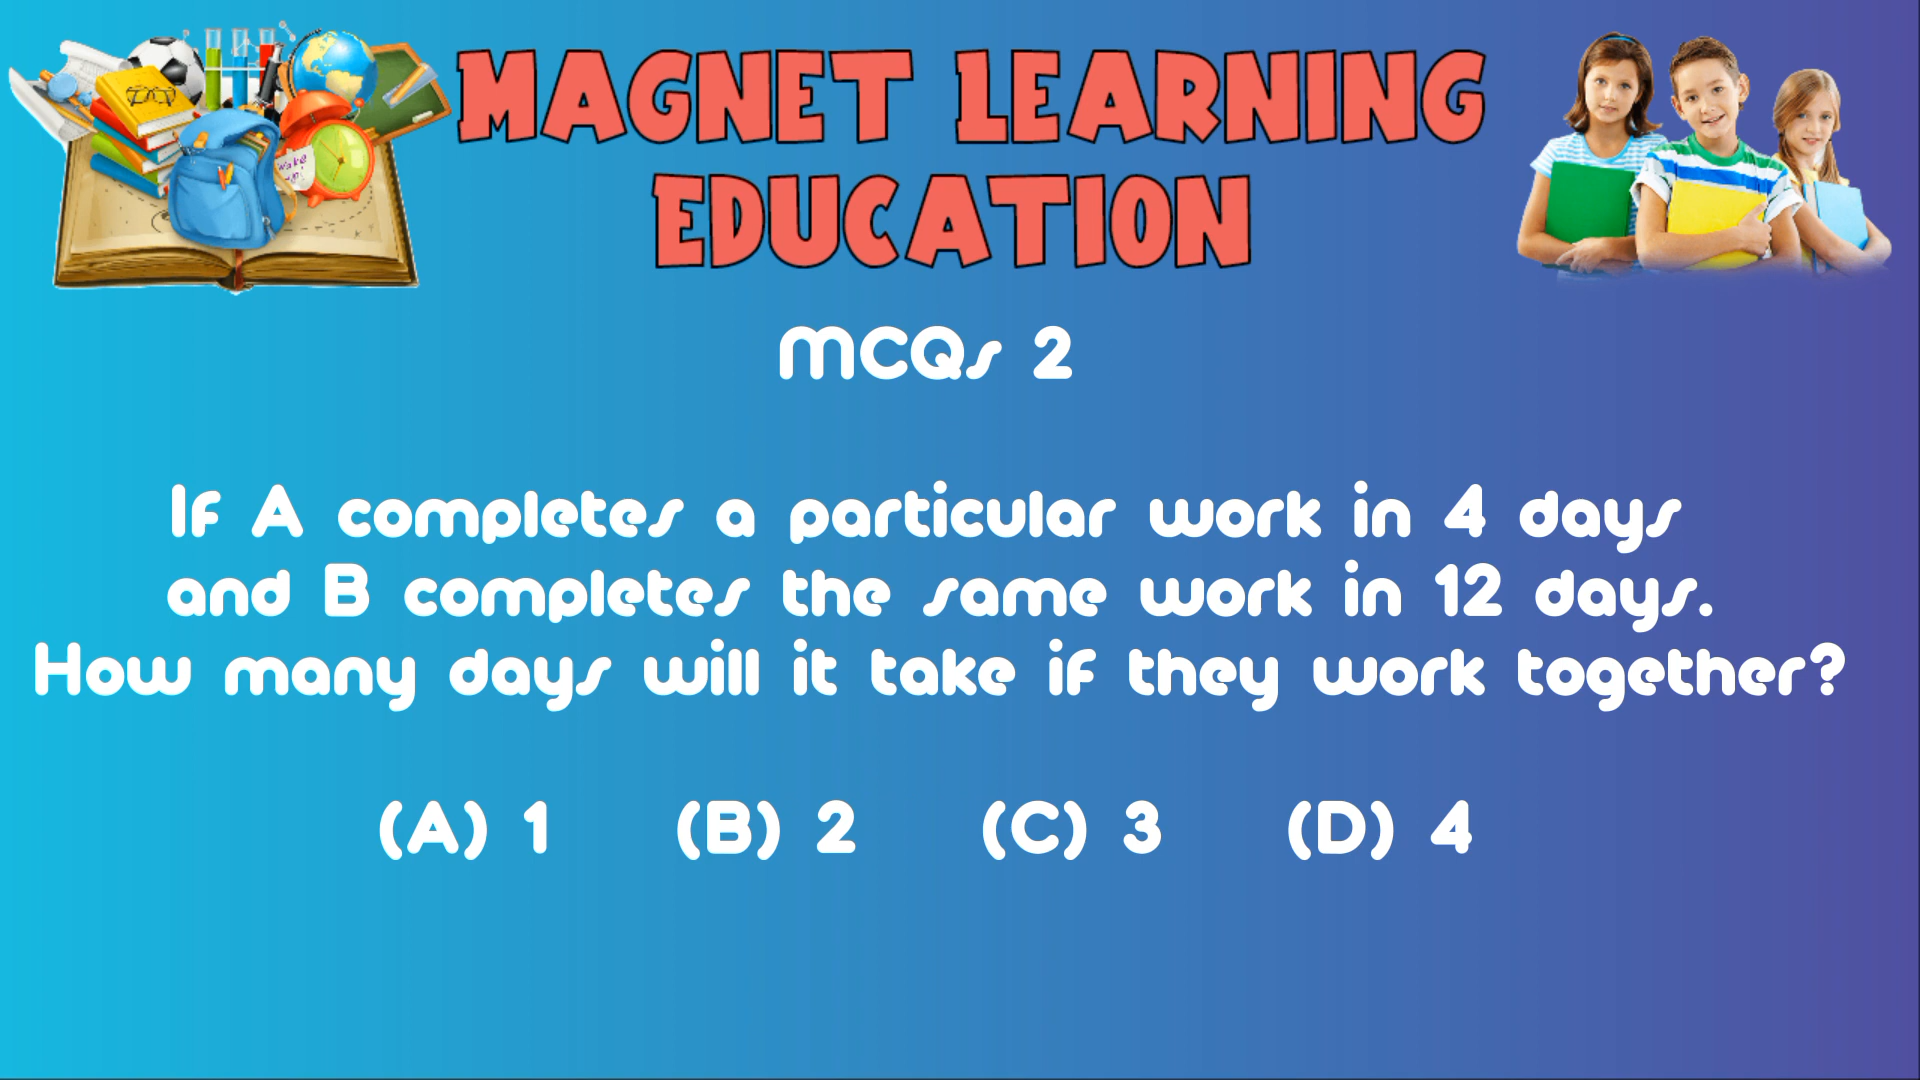 MAGNET LEARNING
EDUCATION
MCQs 2
If A completes a particular work in 4 days
and B completes the same work in 12 days.
How many days will it take if they work together?
(A) 1 (B) 2 (C) 3 (D) 4